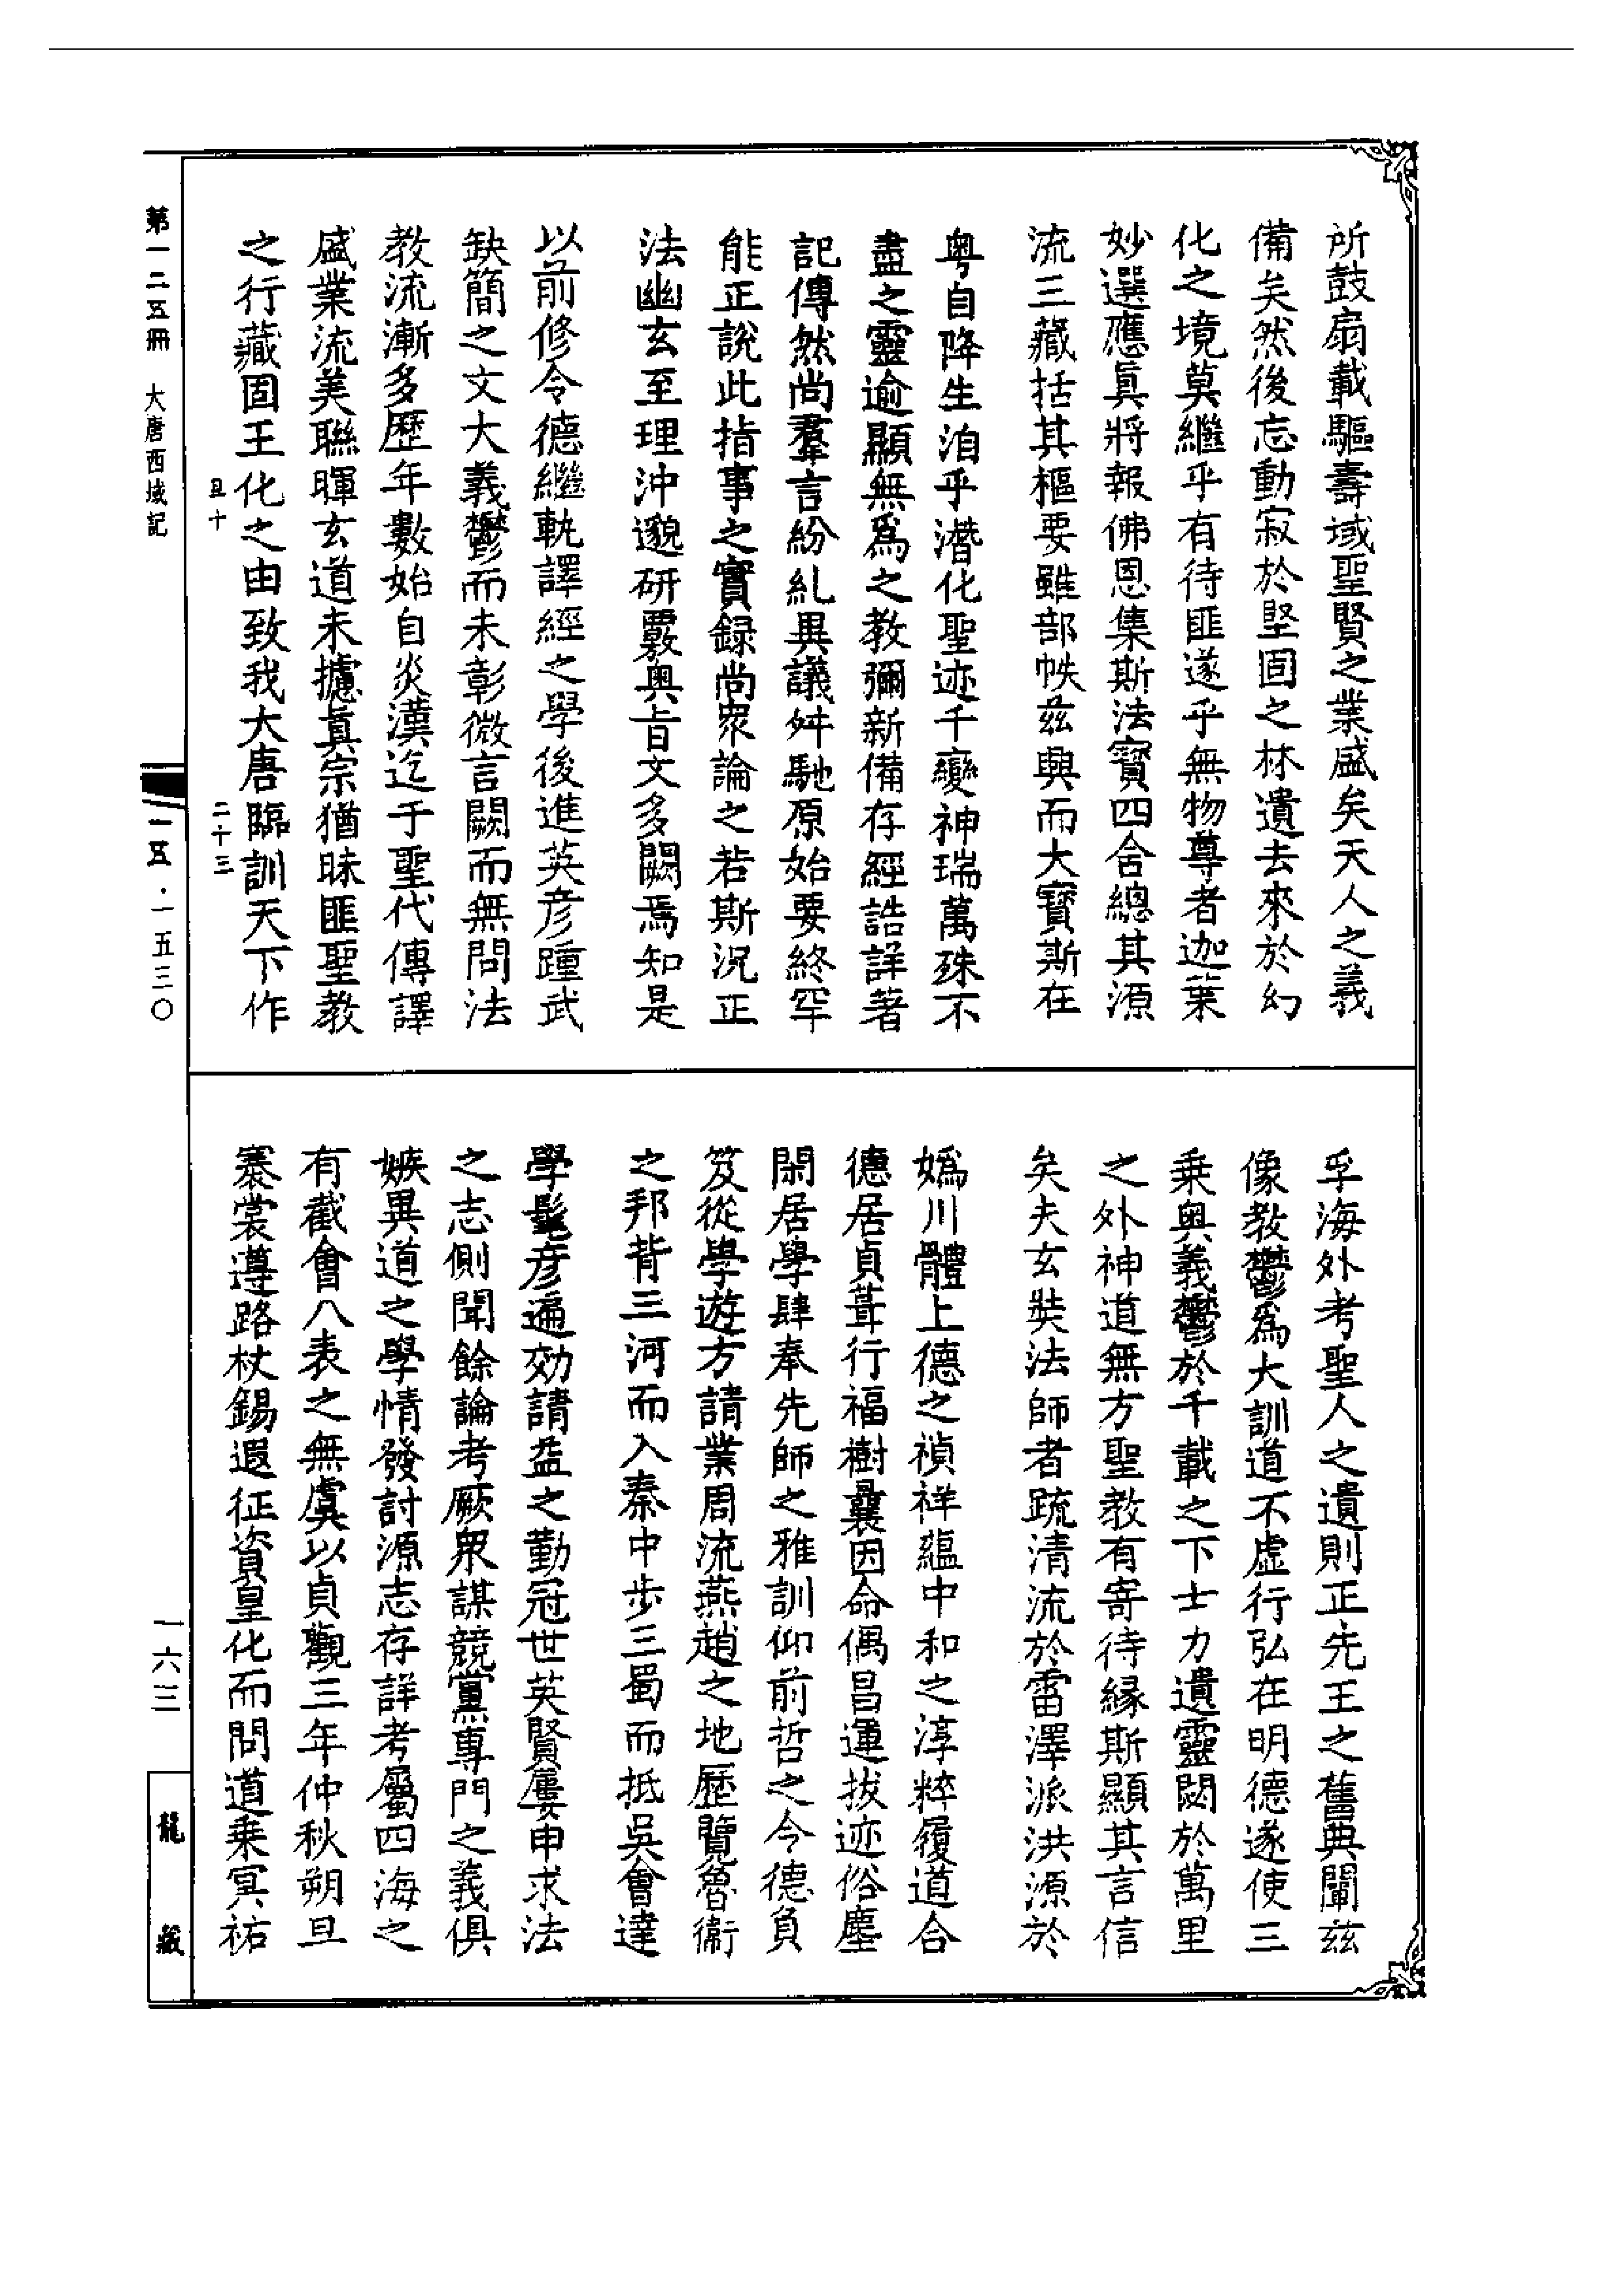 所鼓扇載驅壽域聖賢之業盛矣天人之義
備矣然後忘動寂於堅固之林遺去來於幻
化之境莫繼乎有待匪遂乎無物尊者迦葉
妙選應眞將報佛恩集斯法寶四含總其源
流三藏括其樞要雖部帙茲興而大寶斯在
粵自降生洎乎潛化聖迹千變神瑞萬殊不
盡之靈逾顯無爲之教彌新備存經誥詳著
記傳然尚羣言紛糺異議舛馳原始要終罕
能正說此指事之實録尚衆論之若斯況正
法幽玄至理沖邈研覈奥旨文多闕焉知是
以前修令德繼軌譯經之學後進英彦踵武
缺簡之文大義鬱而未彰微言闕而無問法
教流漸多歷年數始自炎漢迄于聖代傳譯
盛業流美聯暉玄道未攄眞宗猶昧匪聖教
之行藏固王化之由致我大唐臨訓天下作
孚海外考聖人之遺則正先王之舊典闡茲
像教鬱爲大訓道不虛行弘在明德遂使三
乗奥義鬱於千載之下士力遺靈閟於萬里
之外神道無方聖教有寄待縁斯顯其言信
矣夫玄奘法師者疏清流於雷澤派洪源於
嬀川體上德之禎祥蘊中和之淳粹履道合
德居貞葺行福樹曩因命偶昌運拔迹俗塵
閑居學肆奉先師之雅訓仰前哲之令德負
笈從學遊方請業周流燕趙之地歷覽魯衞
之邦背三河而入秦中步三蜀而抵吳會達
學髦彦遍効請益之勤冠世英賢屢申求法
之志側聞餘論考厥衆謀競黨專門之義俱
嫉異道之學情發討源志存詳考屬四海之
有截會八表之無虞以貞觀三年仲秋朔旦
褰裳遵路杖錫遐征資皇化而問道乗冥祐
第一二五冊 大唐西域記
旦十
二十三
一五·一五三〇
一六三
龍藏